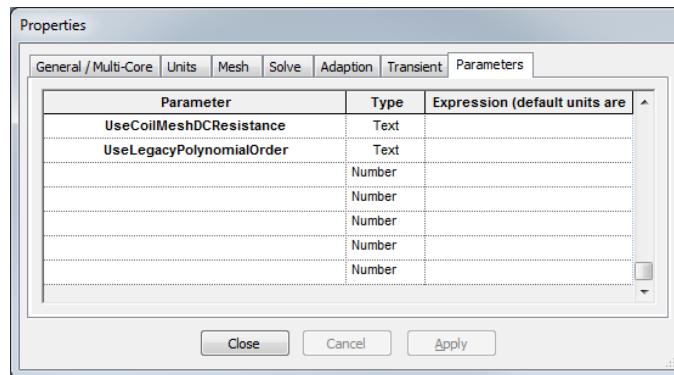 Properties
General / Multi-Core Units Mesh Solve Adaption Transient Parameters
Parameter Type Expression (default units are
UseCoilMeshDCResistance Text
UseLegacyPolynomialOrder Text
Number
Number
Number
Number
Number
Close Cancel Apply